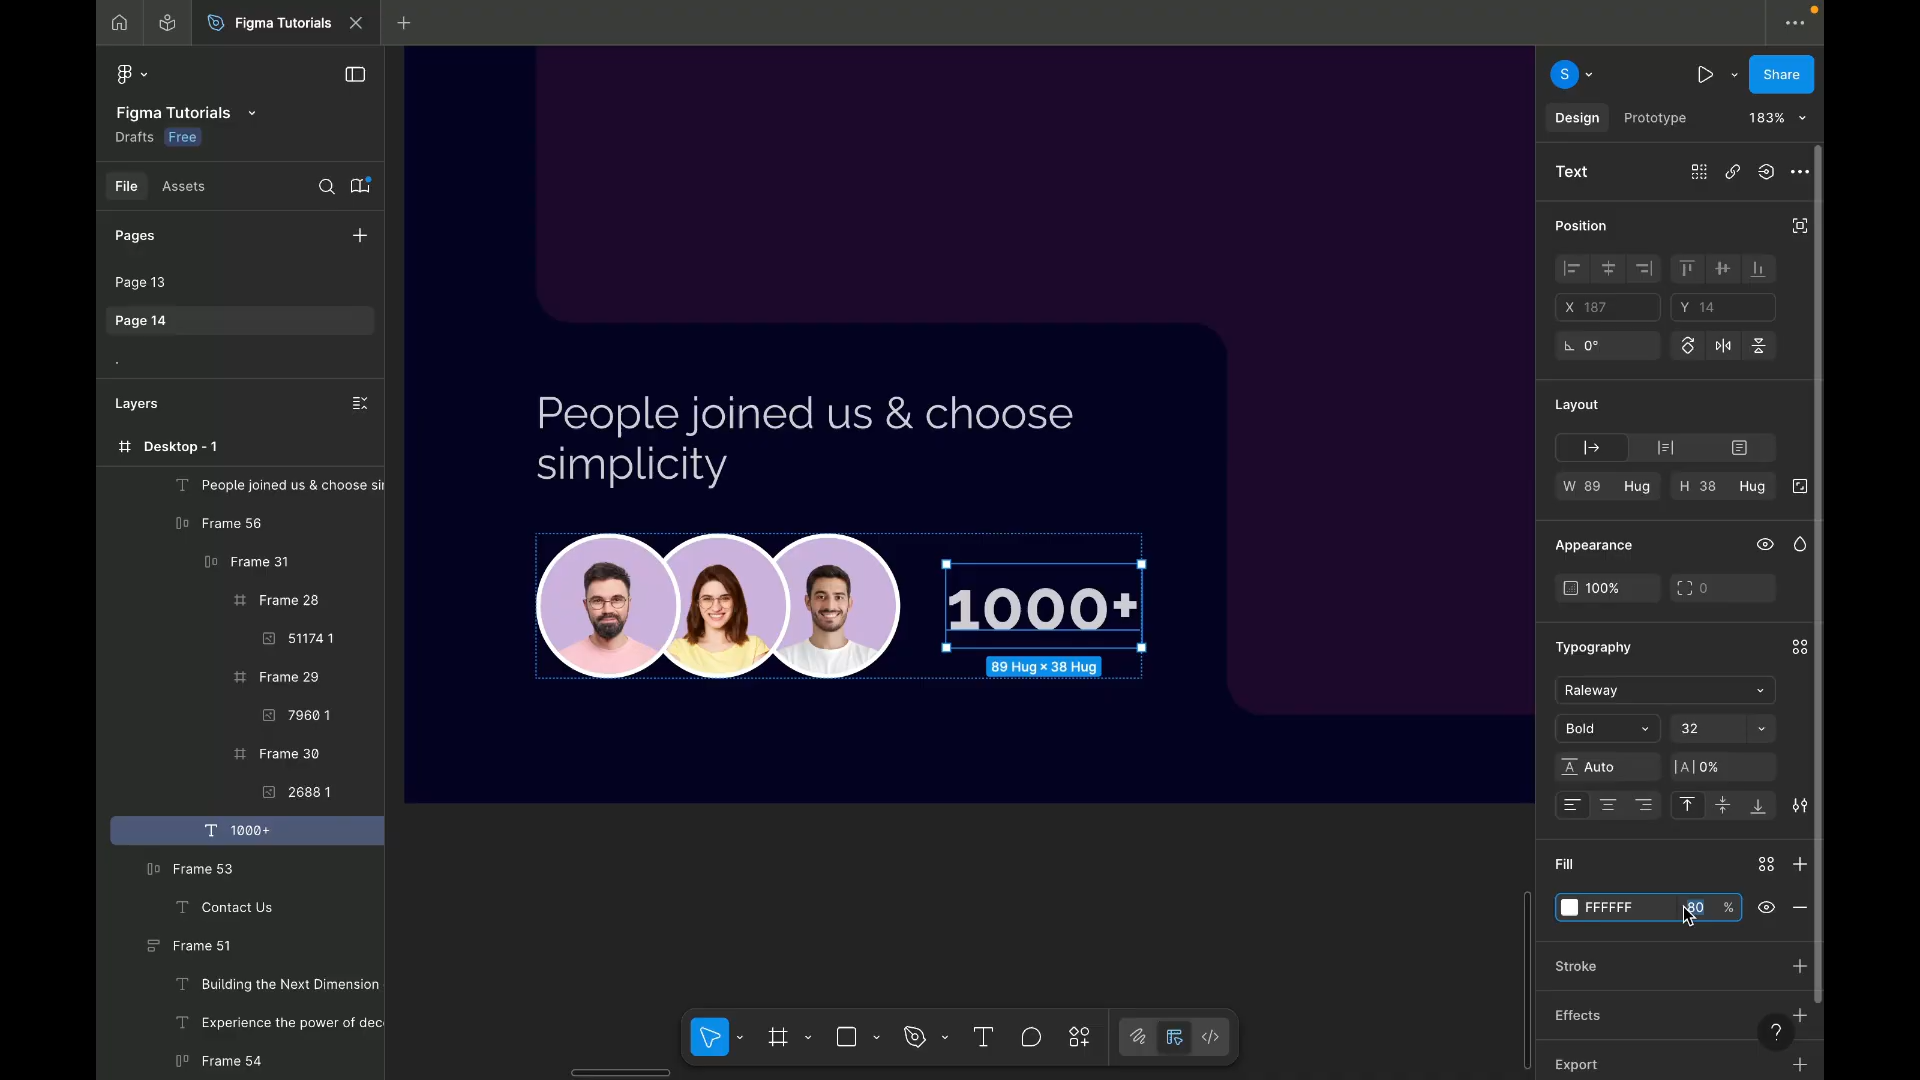 Figma Tutorials
Figma Tutorials
Drafts Free
File Assets
Pages
Page 13
Page 14
.
Layers
Desktop - 1
People joined us & choose sir
Frame 56
Frame 31
Frame 28
51174 1
Frame 29
7960 1
Frame 30
2688 1
1000+
Frame 53
Contact Us
Frame 51
Building the Next Dimension
Experience the power of dec
Frame 54
People joined us & choose
simplicity
1000+
89 Hug × 38 Hug
S
Share
Design Prototype 183%
Text
Position
X 187 Y 14
0°
Layout
W 89 Hug H 38 Hug
Appearance
100% 0
Typography
Raleway
Bold 32
A Auto |A| 0%
Fill
FFFFFF 80 %
Stroke
Effects
?
Export